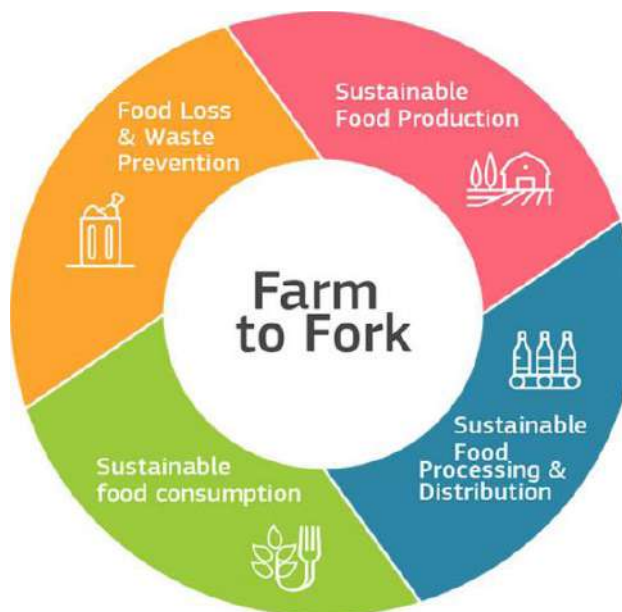 Food Loss
& Waste
Prevention
Sustainable
Food Production
Farm
to Fork
Sustainable
Food
Processing &
Distribution
Sustainable
food consumption